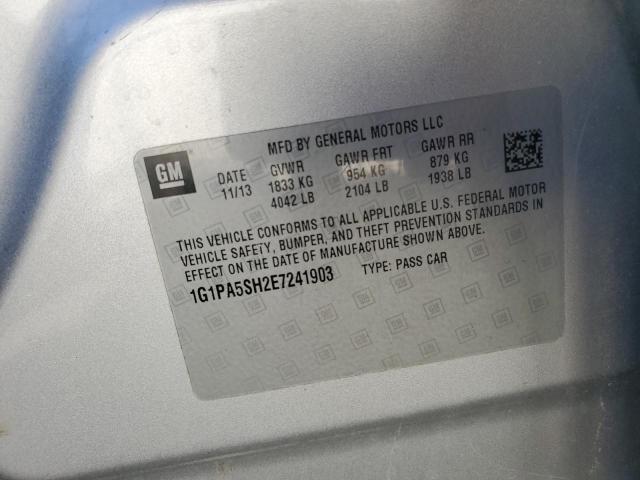 MFD BY GENERAL MOTORS LLC
GM
DATE GVWR GAWR FRT GAWR RR
11/13 1833 KG 954 KG 879 KG
4042 LB 2104 LB 1938 LB
THIS VEHICLE CONFORMS TO ALL APPLICABLE U.S. FEDERAL MOTOR
VEHICLE SAFETY, BUMPER, AND THEFT PREVENTION STANDARDS IN
EFFECT ON THE DATE OF MANUFACTURE SHOWN ABOVE.
1G1PA5SH2E7241903 TYPE: PASS CAR